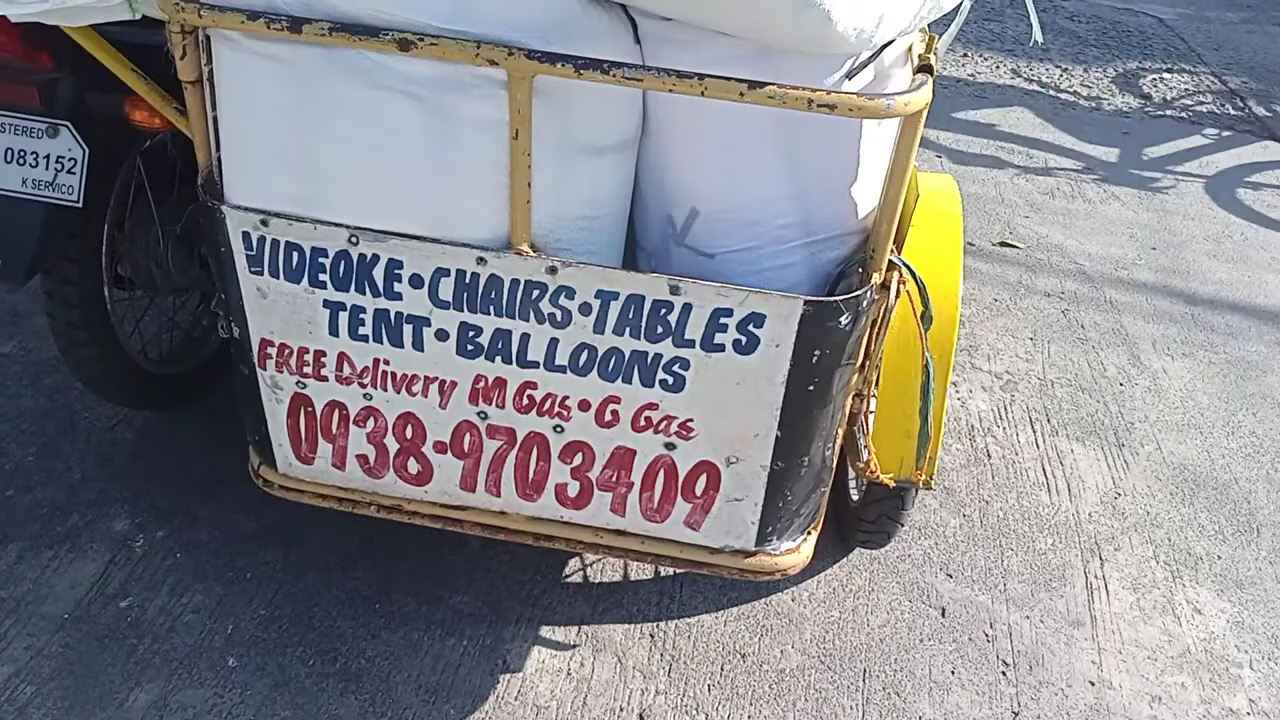 STERED
083152
K SERVICO
VIDEOKE•CHAIRS•TABLES
TENT•BALLOONS
FREE Delivery M Gas•G Gas
0938-9703409